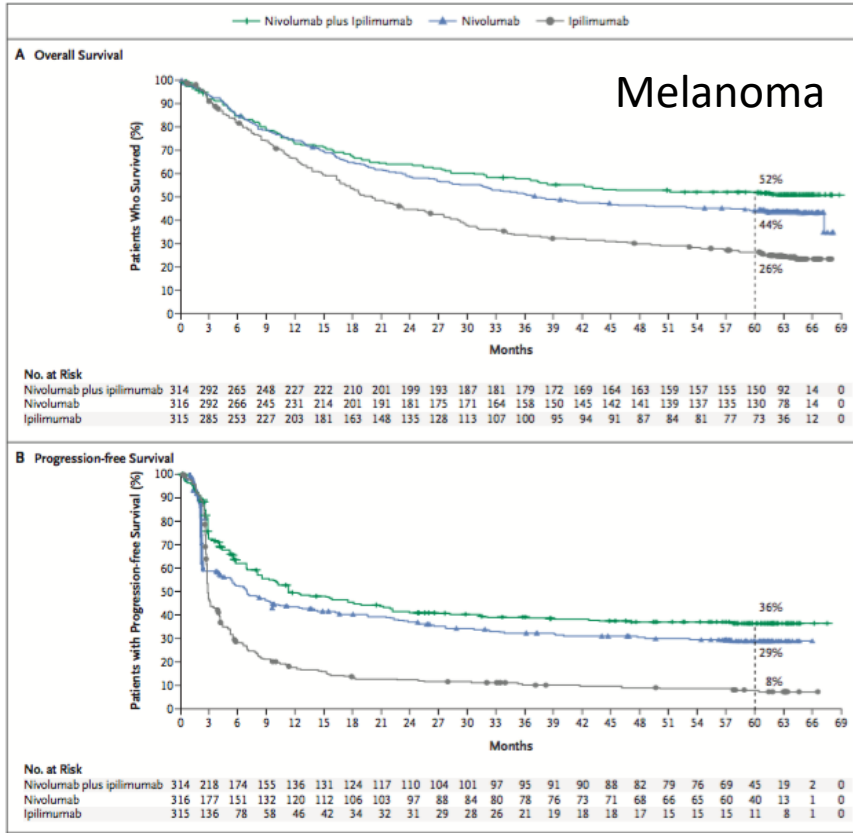 Nivolumab plus Ipilimumab Nivolumab Ipilimumab
A Overall Survival
Melanoma
Patients Who Survived (%)
100
90
80
70
60
50
40
30
20
10
0
52%
44%
26%
0 3 6 9 12 15 18 21 24 27 30 33 36 39 42 45 48 51 54 57 60 63 66 69
Months
No. at Risk
Nivolumab plus ipilimumab 314 292 265 248 227 222 210 201 199 193 187 181 179 172 169 164 163 159 157 155 150 92 14 0
Nivolumab 316 292 266 245 231 214 201 191 181 175 171 164 158 150 145 142 141 139 137 135 130 78 14 0
Ipilimumab 315 285 253 227 203 181 163 148 135 128 113 107 100 95 94 91 87 84 81 77 73 36 12 0
B Progression-free Survival
Patients with Progression-free Survival (%)
100
90
80
70
60
50
40
30
20
10
0
36%
29%
8%
0 3 6 9 12 15 18 21 24 27 30 33 36 39 42 45 48 51 54 57 60 63 66 69
Months
No. at Risk
Nivolumab plus ipilimumab 314 218 174 155 136 131 124 117 110 104 101 97 95 91 90 88 82 79 76 69 45 19 2 0
Nivolumab 316 177 151 132 120 112 106 103 97 88 84 80 78 76 73 71 68 66 65 60 40 13 1 0
Ipilimumab 315 136 78 58 46 42 34 32 31 29 28 26 21 19 18 18 17 15 15 15 11 8 1 0